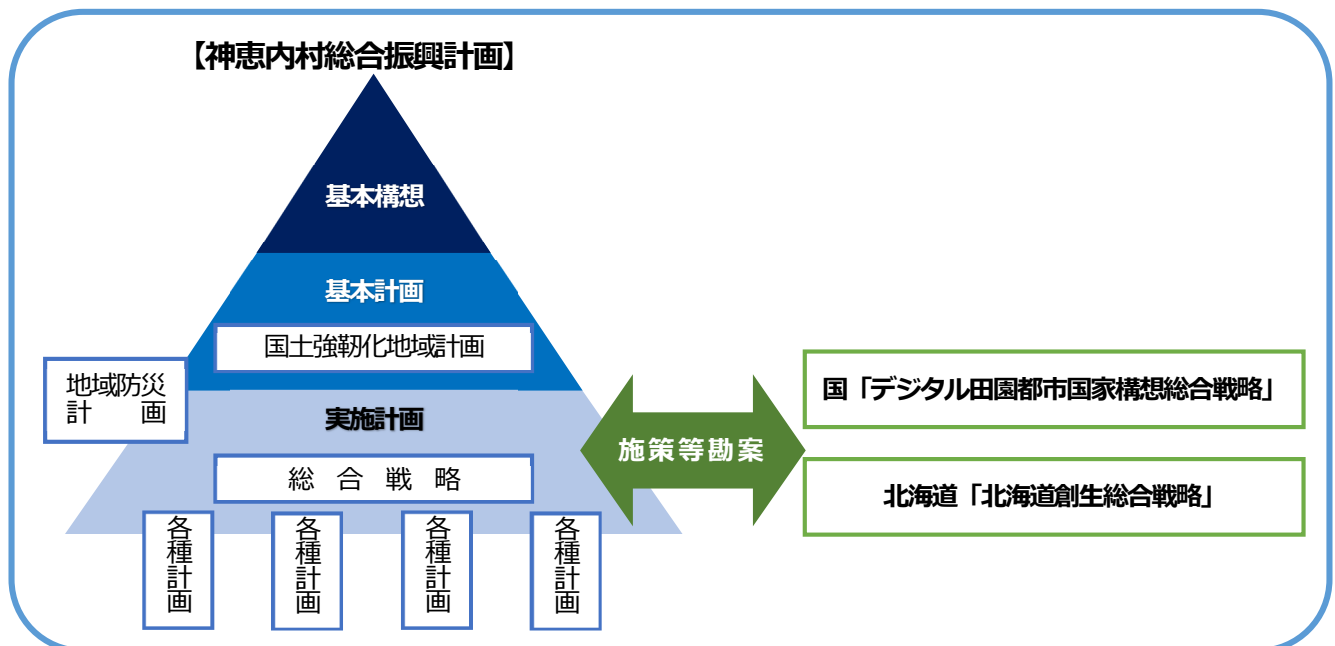 【神恵内村総合振興計画】
基本構想
基本計画
国土強靭化地域計画
地域防災
計　　画
実施計画
総　合　戦　略
各種計画
各種計画
各種計画
各種計画
施策等勘案
国「デジタル田園都市国家構想総合戦略」
北海道「北海道創生総合戦略」